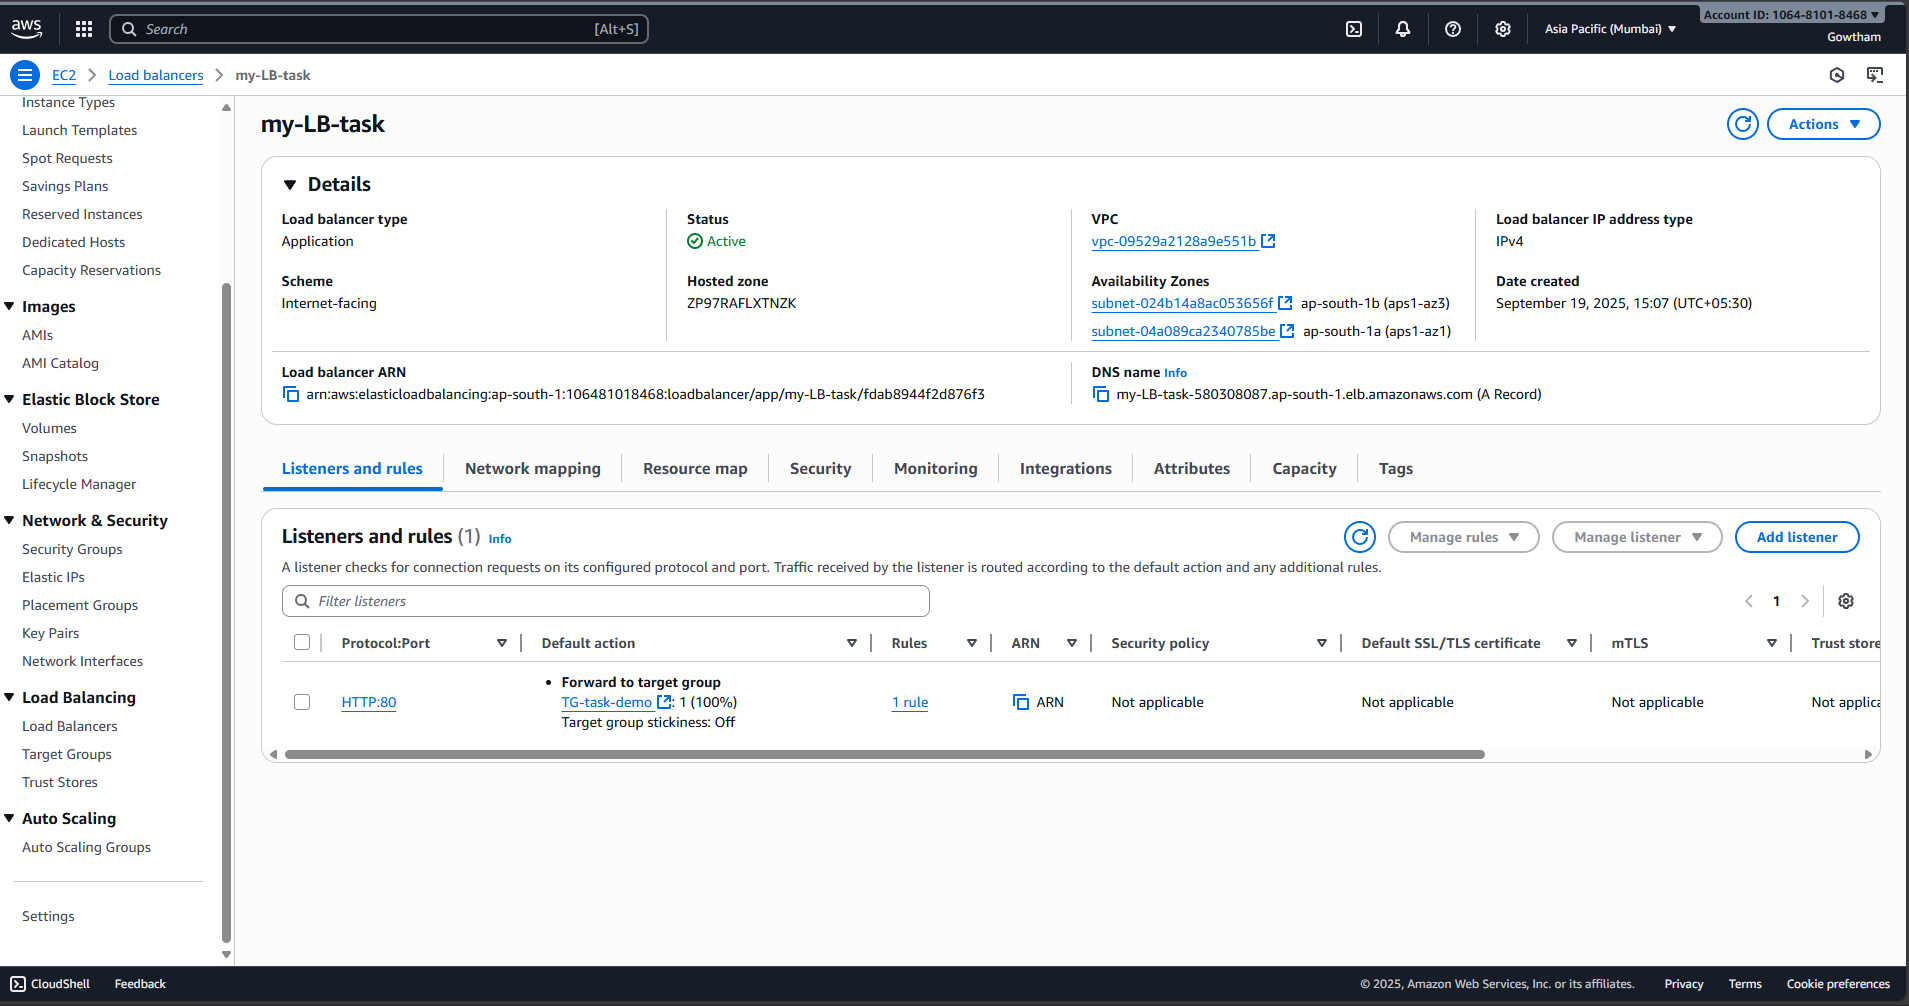 aws
Search [Alt+S]
Asia Pacific (Mumbai) ▼
Account ID: 1064-8101-8468 ▼
Gowtham
EC2 > Load balancers > my-LB-task
Instance Types
Launch Templates
Spot Requests
Savings Plans
Reserved Instances
Dedicated Hosts
Capacity Reservations
Images
AMIs
AMI Catalog
Elastic Block Store
Volumes
Snapshots
Lifecycle Manager
Network & Security
Security Groups
Elastic IPs
Placement Groups
Key Pairs
Network Interfaces
Load Balancing
Load Balancers
Target Groups
Trust Stores
Auto Scaling
Auto Scaling Groups
Settings
my-LB-task
Actions
Details
Load balancer type
Application
Status
Active
VPC
vpc-09529a2128a9e551b
Load balancer IP address type
IPv4
Scheme
Internet-facing
Hosted zone
ZP97RAFLXTNZK
Availability Zones
subnet-024b14a8ac053656f ap-south-1b (aps1-az3)
subnet-04a089ca2340785be ap-south-1a (aps1-az1)
Date created
September 19, 2025, 15:07 (UTC+05:30)
Load balancer ARN
arn:aws:elasticloadbalancing:ap-south-1:106481018468:loadbalancer/app/my-LB-task/fdab8944f2d876f3
DNS name Info
my-LB-task-580308087.ap-south-1.elb.amazonaws.com (A Record)
Listeners and rules Network mapping Resource map Security Monitoring Integrations Attributes Capacity Tags
Listeners and rules (1) Info
Manage rules Manage listener Add listener
A listener checks for connection requests on its configured protocol and port. Traffic received by the listener is routed according to the default action and any additional rules.
Filter listeners
1
Protocol:Port Default action Rules ARN Security policy Default SSL/TLS certificate mTLS Trust store
HTTP:80
• Forward to target group
TG-task-demo : 1 (100%)
Target group stickiness: Off
1 rule
ARN
Not applicable
Not applicable
Not applicable
Not applica
CloudShell Feedback
© 2025, Amazon Web Services, Inc. or its affiliates. Privacy Terms Cookie preferences